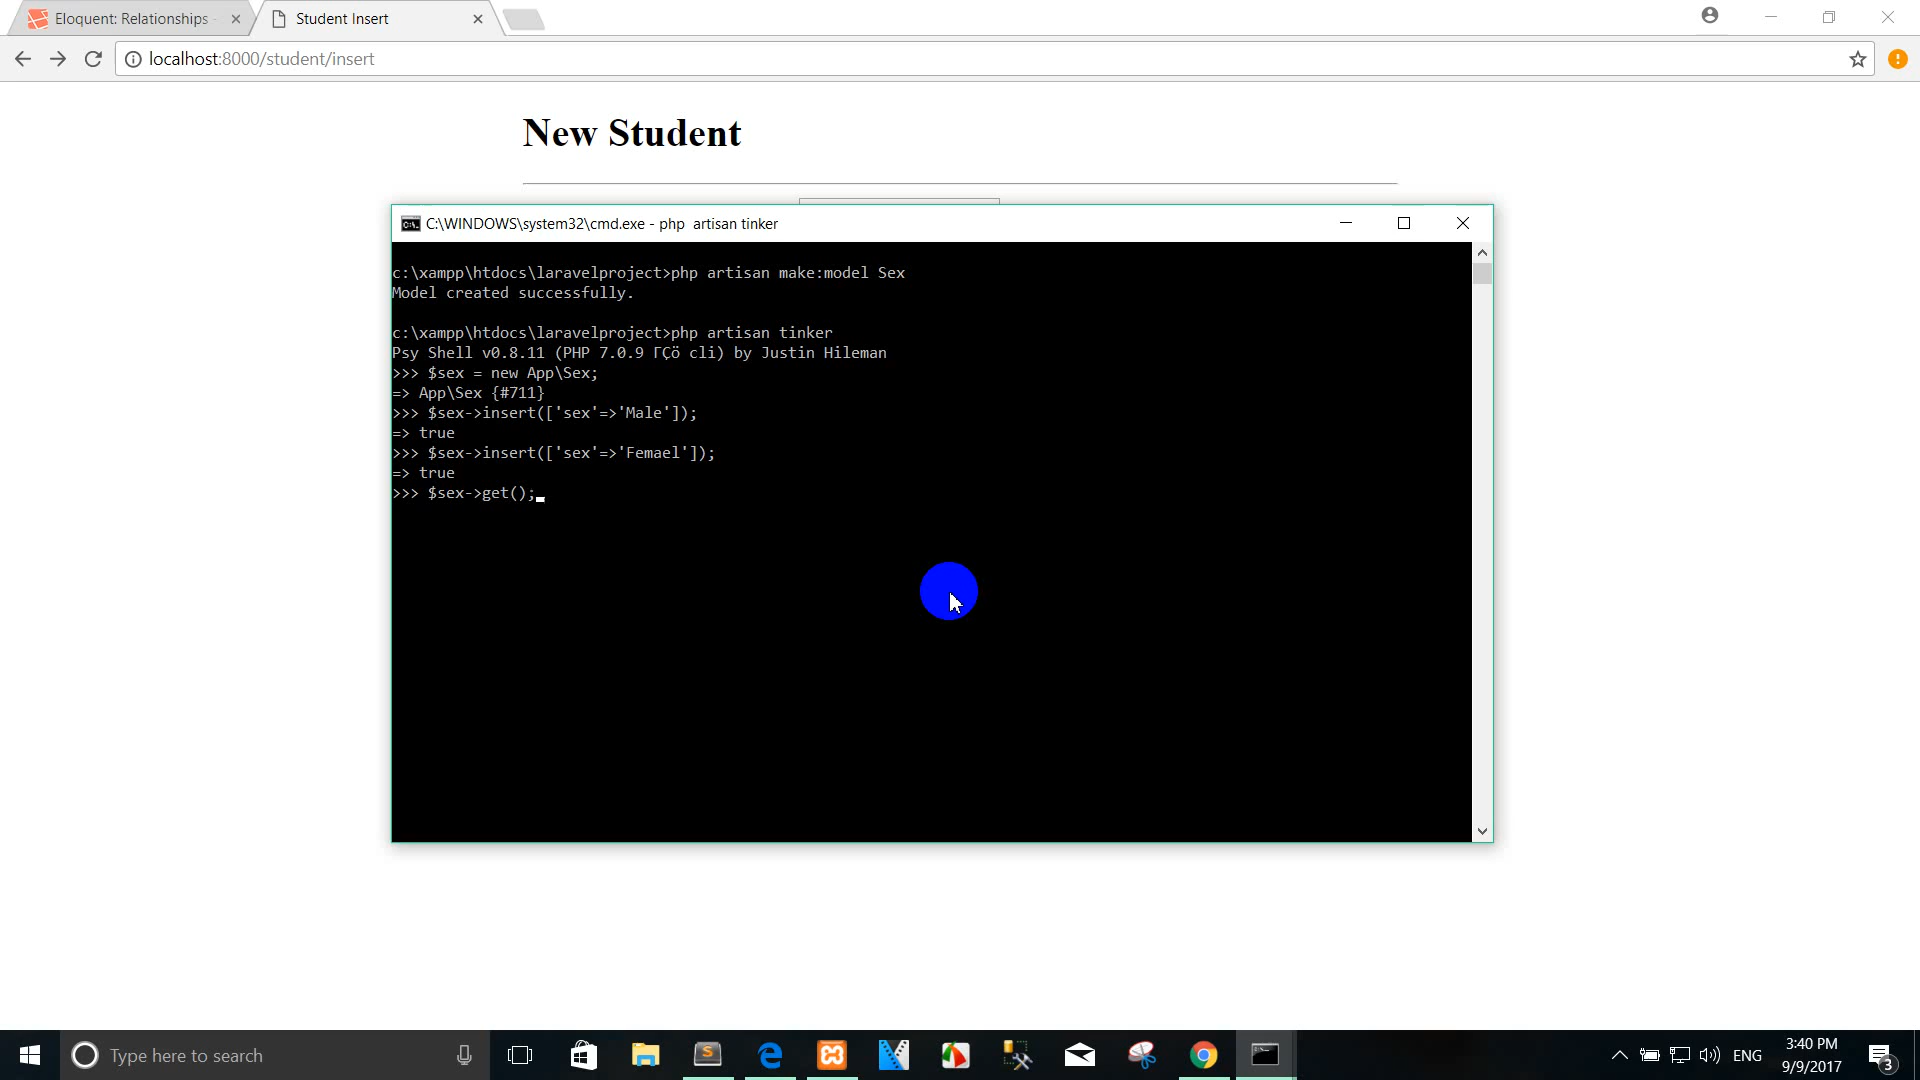 Eloquent: Relationships
Student Insert
localhost:8000/student/insert
New Student
C:\WINDOWS\system32\cmd.exe - php  artisan tinker
c:\xampp\htdocs\laravelproject>php artisan make:model Sex
Model created successfully.
c:\xampp\htdocs\laravelproject>php artisan tinker
Psy Shell v0.8.11 (PHP 7.0.9 ΓÇö cli) by Justin Hileman
>>> $sex = new App\Sex;
=> App\Sex {#711}
>>> $sex->insert(['sex'=>'Male']);
=> true
>>> $sex->insert(['sex'=>'Femael']);
=> true
>>> $sex->get();
Type here to search
ENG
3:40 PM
9/9/2017
3